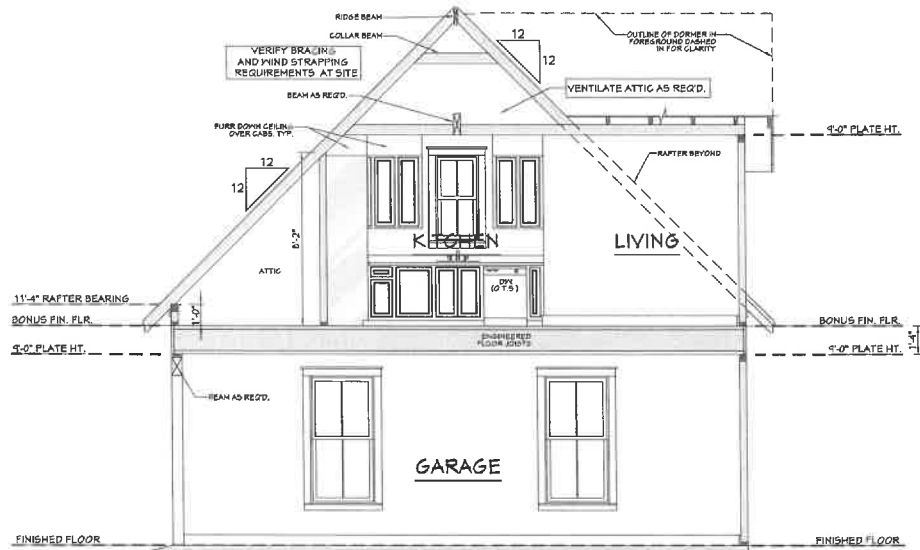 RIDGE BEAM
COLLAR BEAM
VERIFY BRACING
AND WIND STRAPPING
REQUIREMENTS AT SITE
12
12
OUTLINE OF DORMER IN
FOREGROUND DASHED
IN FOR CLARITY
BEAM AS REQ'D.
VENTILATE ATTIC AS REQ'D.
FURR DOWN CEILING
OVER CABS. TYP.
9'-0" PLATE HT.
RAFTER BEYOND
12
12
8'-2"
KITCHEN
LIVING
ATTIC
DW
(O.T.S)
11'-4" RAFTER BEARING
1'-0"
BONUS FIN. FLR.
BONUS FIN. FLR.
ENGINEERED
FLOOR JOISTS
1'-4"
9'-0" PLATE HT.
9'-0" PLATE HT.
BEAM AS REQ'D.
GARAGE
FINISHED FLOOR
FINISHED FLOOR